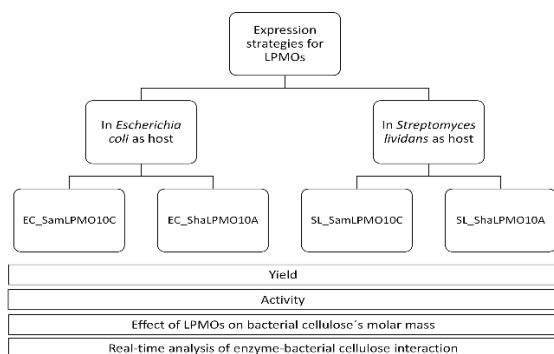 Expression
strategies for
LPMOs
In Escherichia
coli as host
In Streptomyces
lividans as host
EC_SamLPMO10C
EC_ShaLPMO10A
SL_SamLPMO10C
SL_ShaLPMO10A
Yield
Activity
Effect of LPMOs on bacterial cellulose´s molar mass
Real-time analysis of enzyme-bacterial cellulose interaction